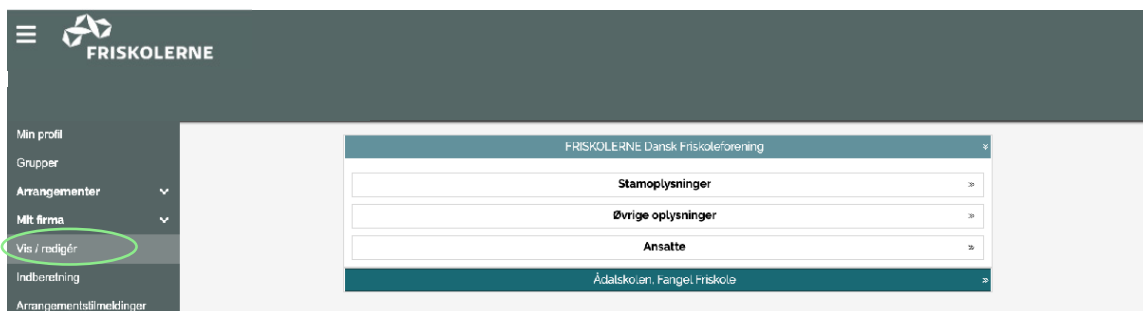 FRISKOLERNE
Min profil
Grupper
Arrangementer
Mit firma
Vis / redigér
Indberetning
Arrangementstilmeldinger
FRISKOLERNE Dansk Friskoleforening
Stamoplysninger
Øvrige oplysninger
Ansatte
Ådalskolen, Fangel Friskole